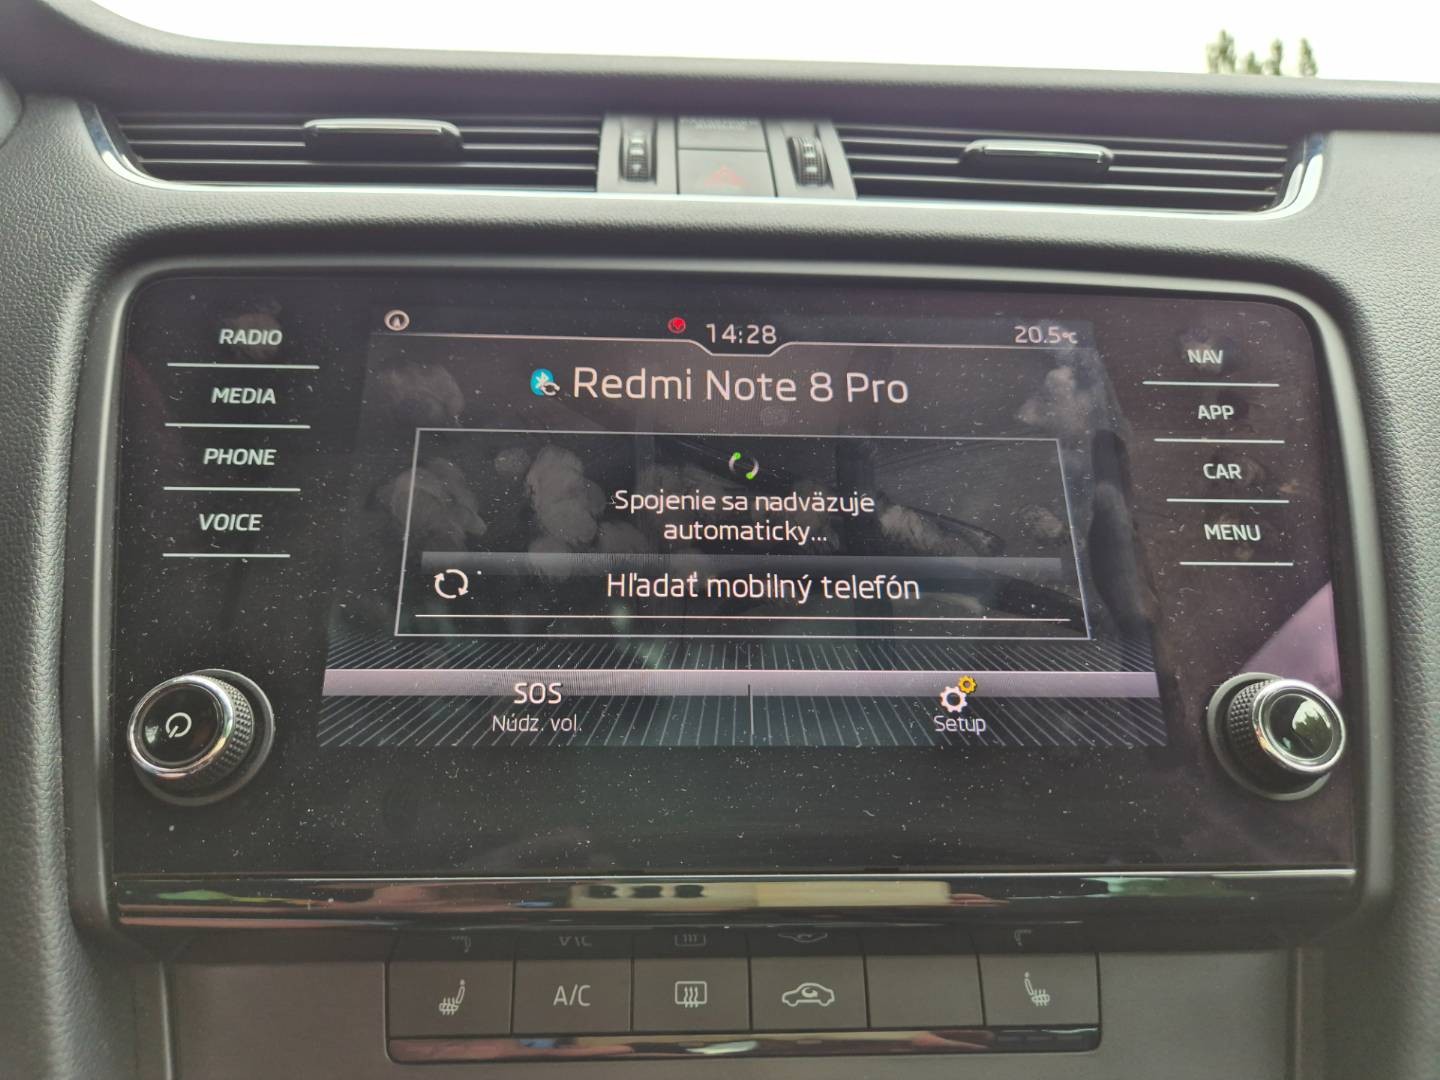 RADIO
MEDIA
PHONE
VOICE
14:28
20.5°C
Redmi Note 8 Pro
Spojenie sa nadväzuje
automaticky...
Hľadať mobilný telefón
SOS
Núdz. vol.
Setup
NAV
APP
CAR
MENU
A/C